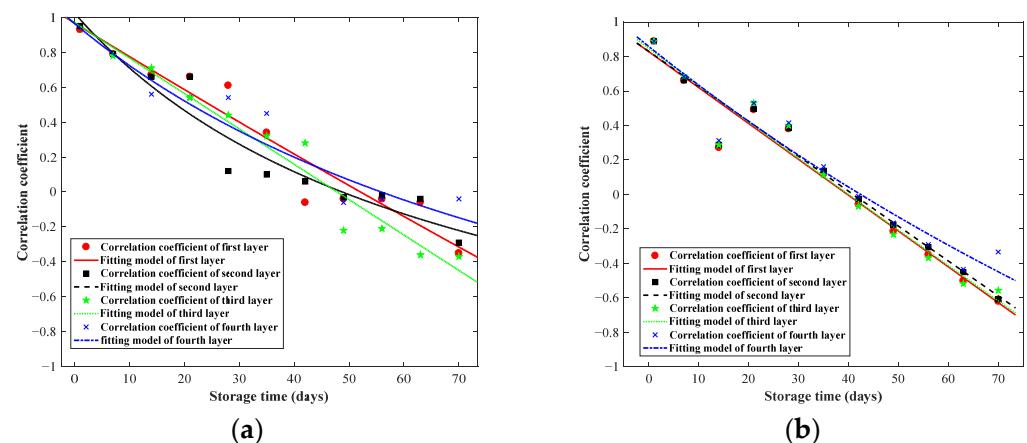 1
0.8
0.6
0.4
0.2
0
−0.2
−0.4
−0.6
−0.8
−1
Correlation coefficient
Correlation coefficient of first layer
Fitting model of first layer
Correlation coefficient of second layer
Fitting model of second layer
Correlation coefficient of third layer
Fitting model of third layer
Correlation coefficient of fourth layer
fitting model of fourth layer
0 10 20 30 40 50 60 70
Storage time (days)
(a)
1
0.8
0.6
0.4
0.2
0
−0.2
−0.4
−0.6
−0.8
−1
Correlation coefficient
Correlation coefficient of first layer
Fitting model of first layer
Correlation coefficient of second layer
Fitting model of second layer
Correlation coefficient of third layer
Fitting model of third layer
Correlation coefficient of fourth layer
Fitting model of fourth layer
0 10 20 30 40 50 60 70
Storage time (days)
(b)